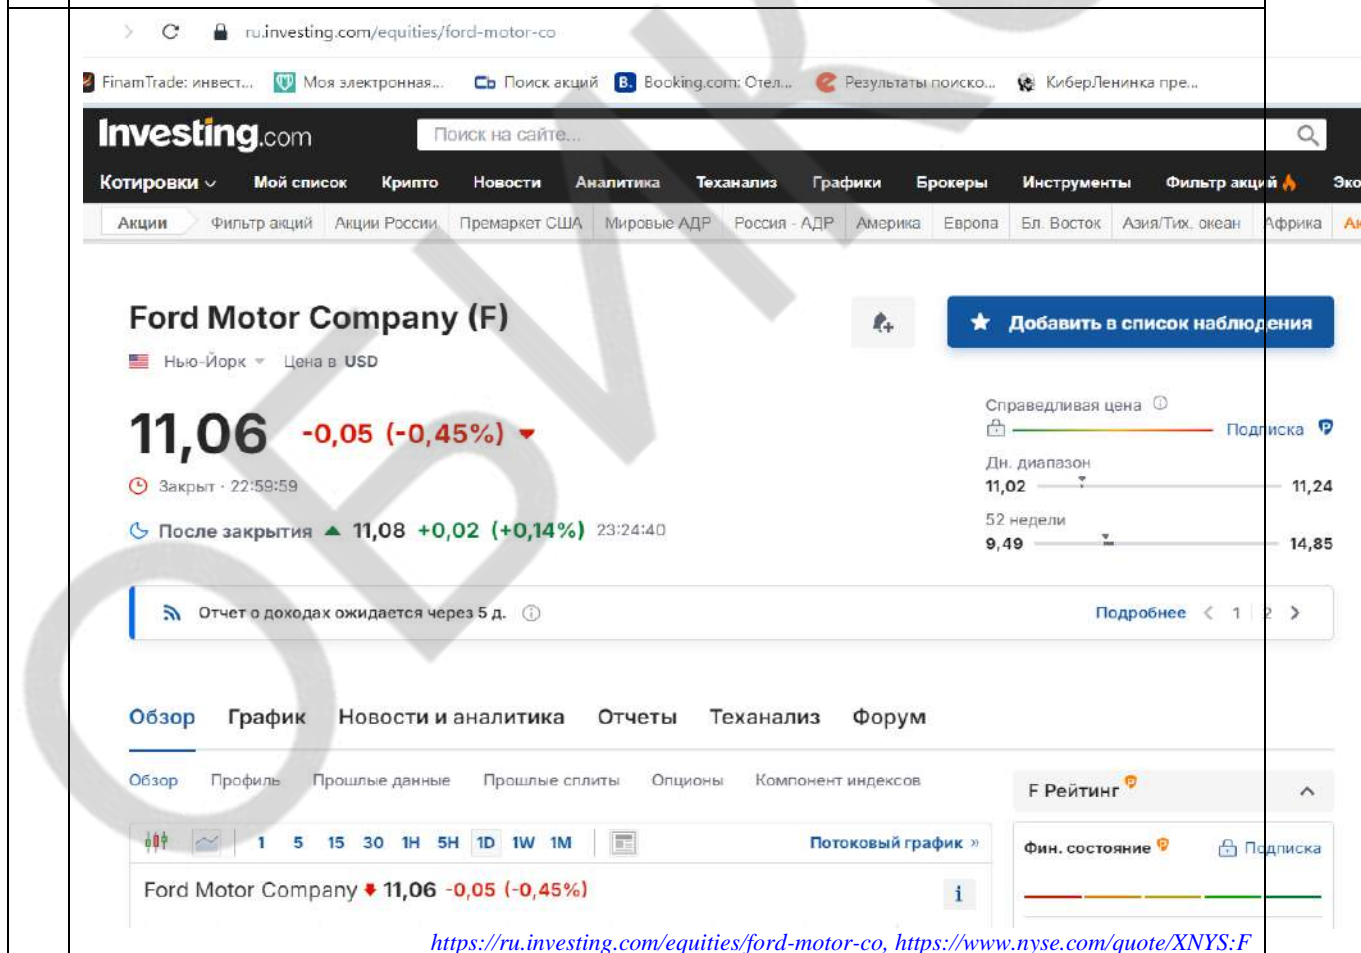 ru.investing.com/equities/ford-motor-co
FinamTrade: инвест... Моя электронная... Сb Поиск акций B. Booking.com: Отел... Результаты поиско... КиберЛенинка пре...
Investing.com Поиск на сайте...
Котировки Мой список Крипто Новости Аналитика Теханализ Графики Брокеры Инструменты Фильтр акций Эко
Акции Фильтр акций Акции России Премаркет США Мировые АДР Россия - АДР Америка Европа Бл. Восток Азия/Тих. океан Африка Ак
Ford Motor Company (F)
Добавить в список наблюдения
Нью-Йорк Цена в USD
Справедливая цена
11,06 -0,05 (-0,45%)
Подписка
Дн. диапазон
Закрыт · 22:59:59
11,02 11,24
52 недели
После закрытия 11,08 +0,02 (+0,14%) 23:24:40
9,49 14,85
Отчет о доходах ожидается через 5 д. Подробнее < 1 2 >
Обзор График Новости и аналитика Отчеты Теханализ Форум
Обзор Профиль Прошлые данные Прошлые сплиты Опционы Компонент индексов
F Рейтинг
1 5 15 30 1H 5H 1D 1W 1M Потоковый график »
Фин. состояние Подписка
Ford Motor Company 11,06 -0,05 (-0,45%) i
https://ru.investing.com/equities/ford-motor-co, https://www.nyse.com/quote/XNYS:F